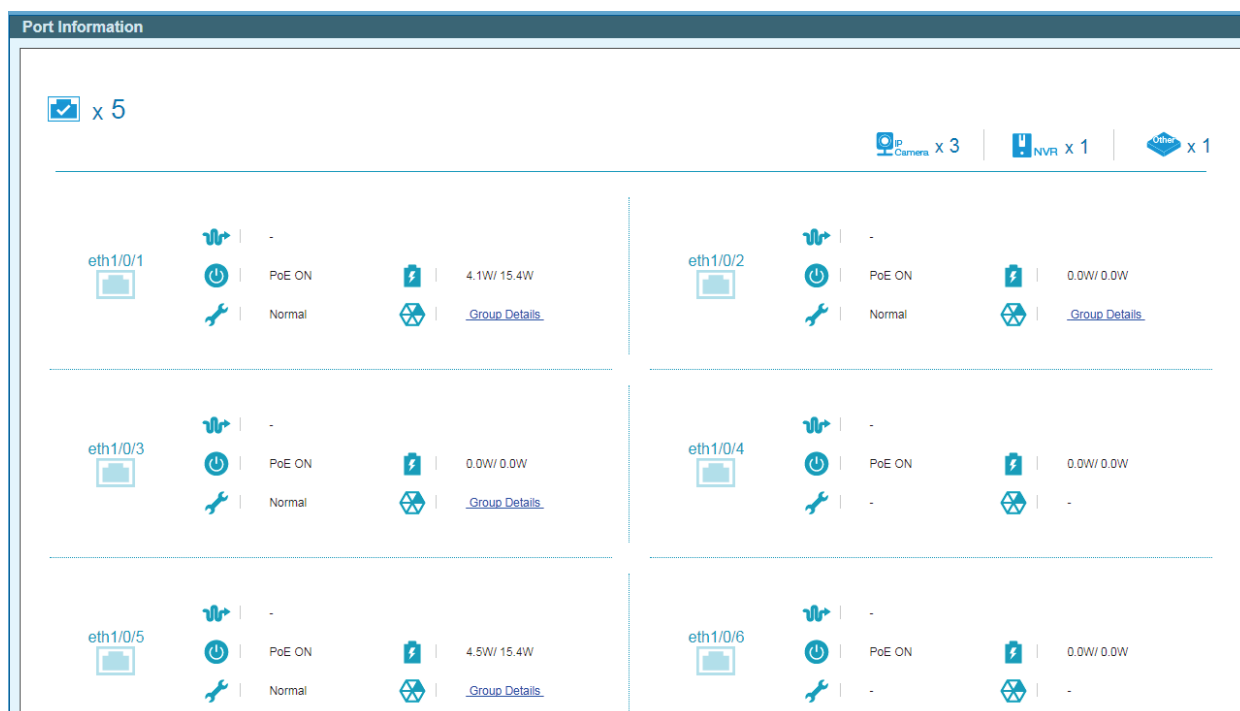 Port Information
x 5
IP Camera x 3 NVR x 1 Other x 1
-
eth1/0/1
PoE ON 4.1W/ 15.4W
Normal Group Details
-
eth1/0/2
PoE ON 0.0W/ 0.0W
Normal Group Details
-
eth1/0/3
PoE ON 0.0W/ 0.0W
Normal Group Details
-
eth1/0/4
PoE ON 0.0W/ 0.0W
- -
-
eth1/0/5
PoE ON 4.5W/ 15.4W
Normal Group Details
-
eth1/0/6
PoE ON 0.0W/ 0.0W
- -